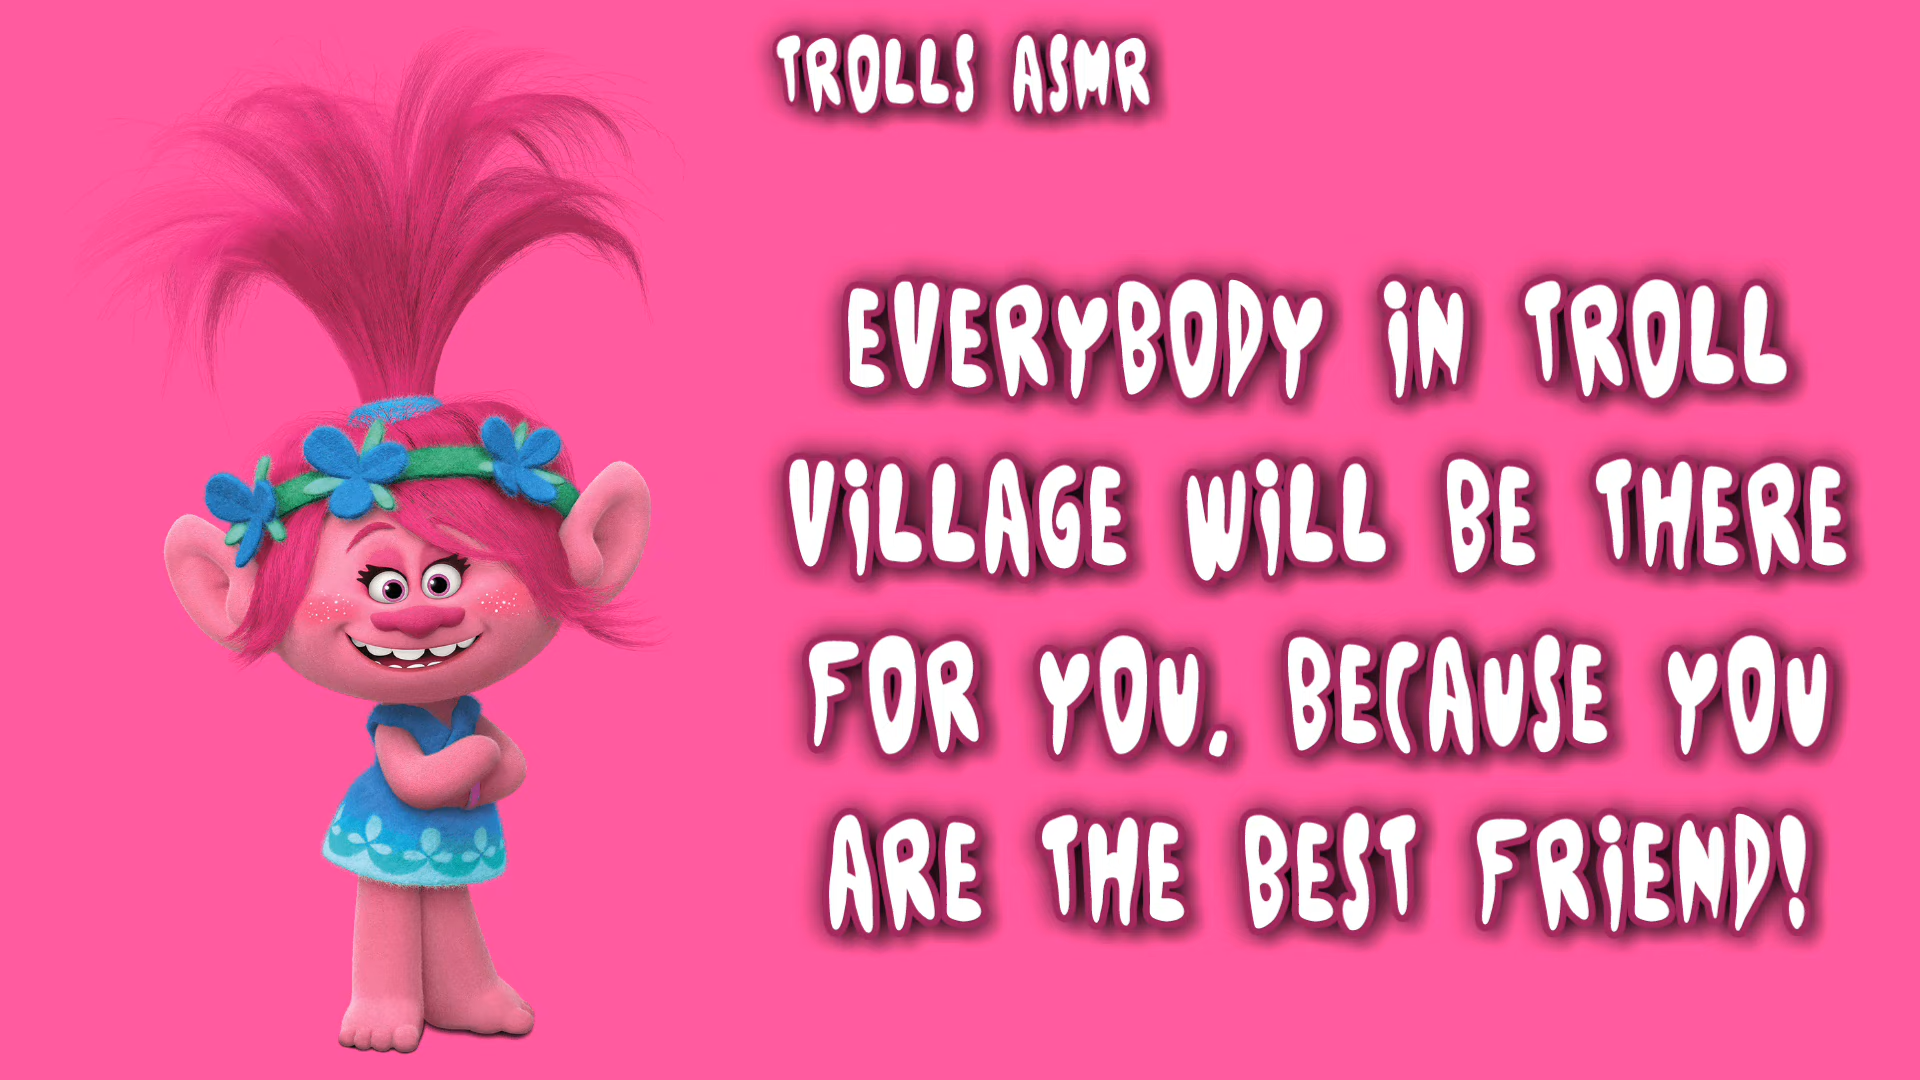 TROLLS ASMR
EVERYBODY IN TROLL
VILLAGE WILL BE THERE
FOR YOU, BECAUSE YOU
ARE THE BEST FRIEND!